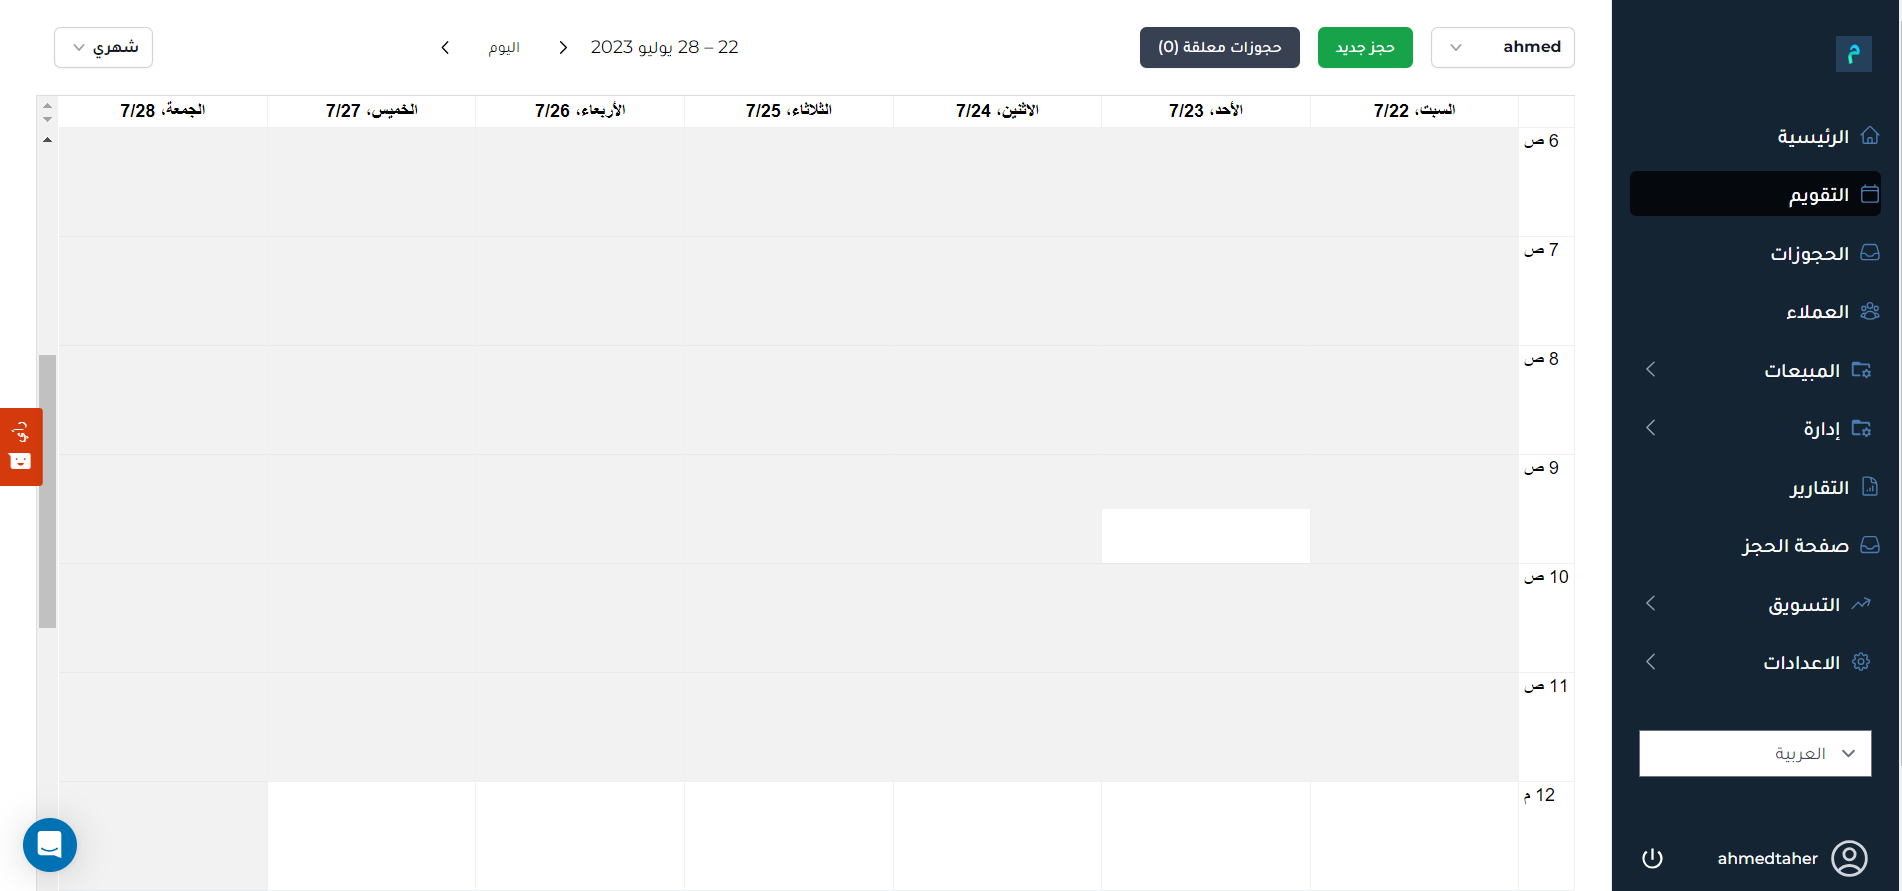 م
الرئيسية
التقويم
الحجوزات
العملاء
المبيعات
إدارة
التقارير
صفحة الحجز
التسويق
الاعدادات
العربية
ahmedtaher
ahmed
حجز جديد
حجوزات معلقة (0)
22 – 28 يوليو 2023
اليوم
شهري
السبت، 7/22
الأحد، 7/23
الاثنين، 7/24
الثلاثاء، 7/25
الأربعاء، 7/26
الخميس، 7/27
الجمعة، 7/28
6 ص
7 ص
8 ص
9 ص
10 ص
11 ص
12 م
رأي